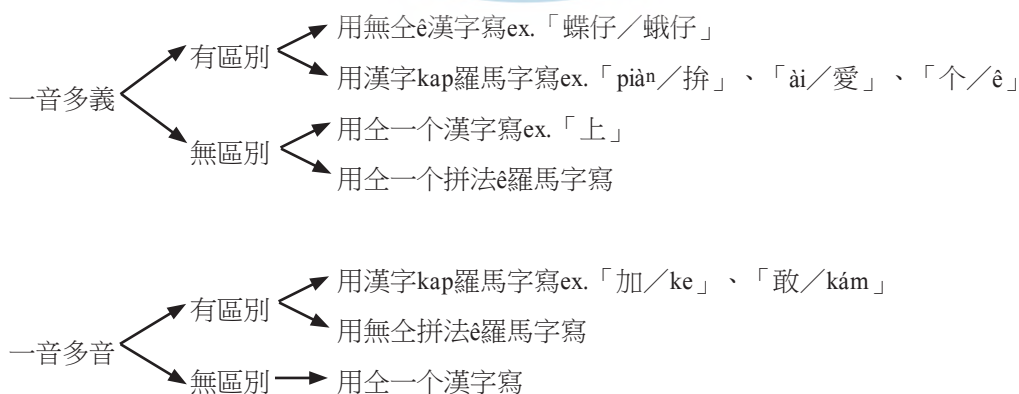 用無仝ê漢字寫ex.「蝶仔／蛾仔」
有區別
用漢字kap羅馬字寫ex.「piàⁿ／拚」、「ài／愛」、「个／ê」
一音多義
用仝一个漢字寫ex.「上」
無區別
用仝一个拼法ê羅馬字寫
用漢字kap羅馬字寫ex.「加／ke」、「敢／kám」
有區別
用無仝拼法ê羅馬字寫
一音多音
無區別
用仝一个漢字寫